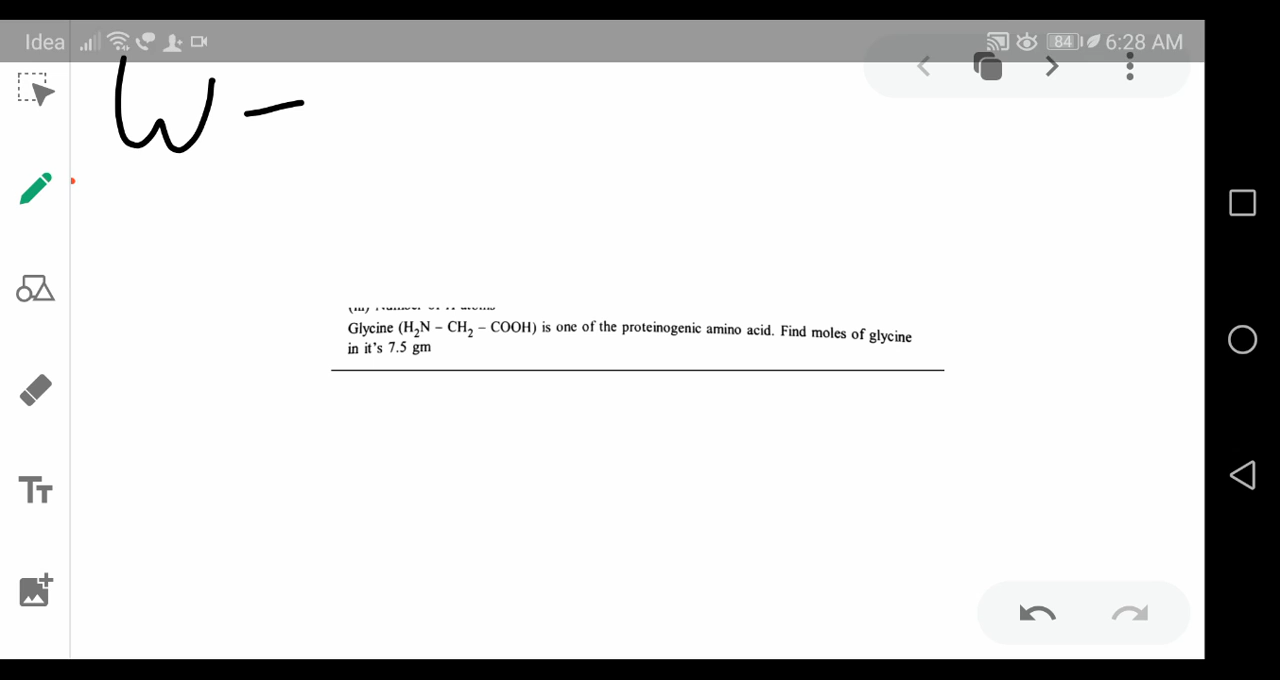 Idea 84 6:28 AM
W –
Glycine (H₂N – CH₂ – COOH) is one of the proteinogenic amino acid. Find moles of glycine
in it's 7.5 gm
TT